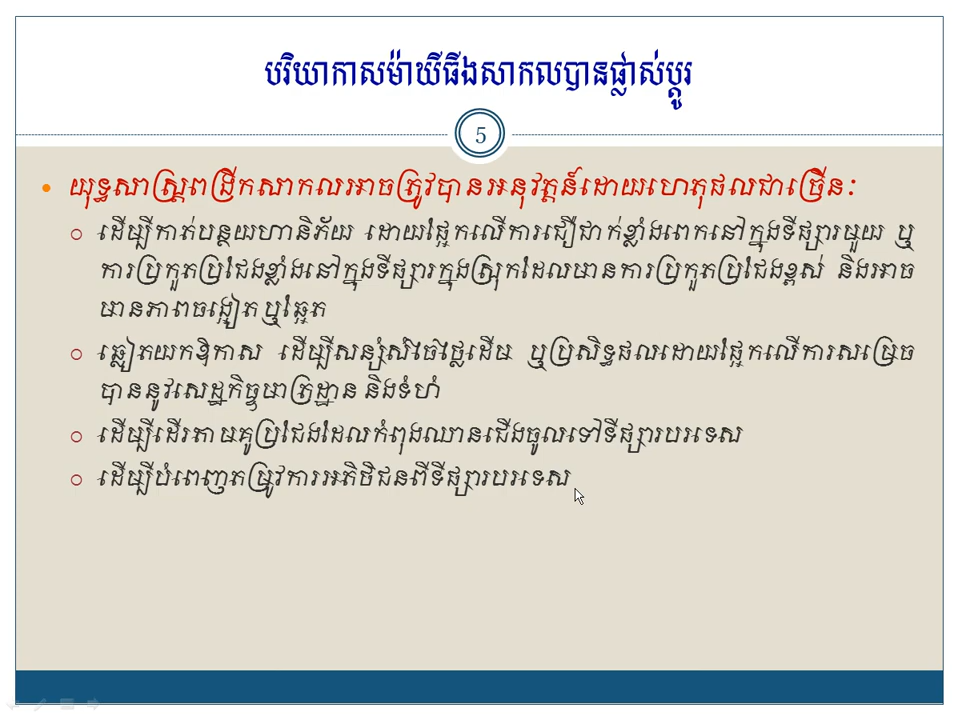 បរិយាកាសម៉ាឃីធីងសាកលបានផ្លាស់ប្តូរ
5
• យុទ្ធសាស្ត្រពង្រីកសាកលអាចត្រូវបានអនុវត្តន៍ដោយហេតុផលជាច្រើនៈ
○ ដើម្បីកាត់បន្ថយហានិភ័យ ដោយផ្អែកលើការជឿជាក់ខ្លាំងពេកនៅក្នុងទីផ្សារមួយ ឬ
ការប្រកួតប្រជែងខ្លាំងនៅក្នុងទីផ្សារក្នុងស្រុកដែលមានការប្រកួតប្រជែងខ្ពស់ និងអាច
មានភាពចង្អៀតឬឆ្អែត
○ ឆ្លៀតយកឱកាស ដើម្បីសន្សំសំចៃថ្លៃដើម ឬប្រសិទ្ធផលដោយផ្អែកលើការសម្រេច
បាននូវសេដ្ឋកិច្ចមាត្រដ្ឋាន និងទំហំ
○ ដើម្បីដើរតាមគូប្រជែងដែលកំពុងឈានជើងចូលទៅទីផ្សារបរទេស
○ ដើម្បីបំពេញតម្រូវការអតិថិជនពីទីផ្សារបរទេស